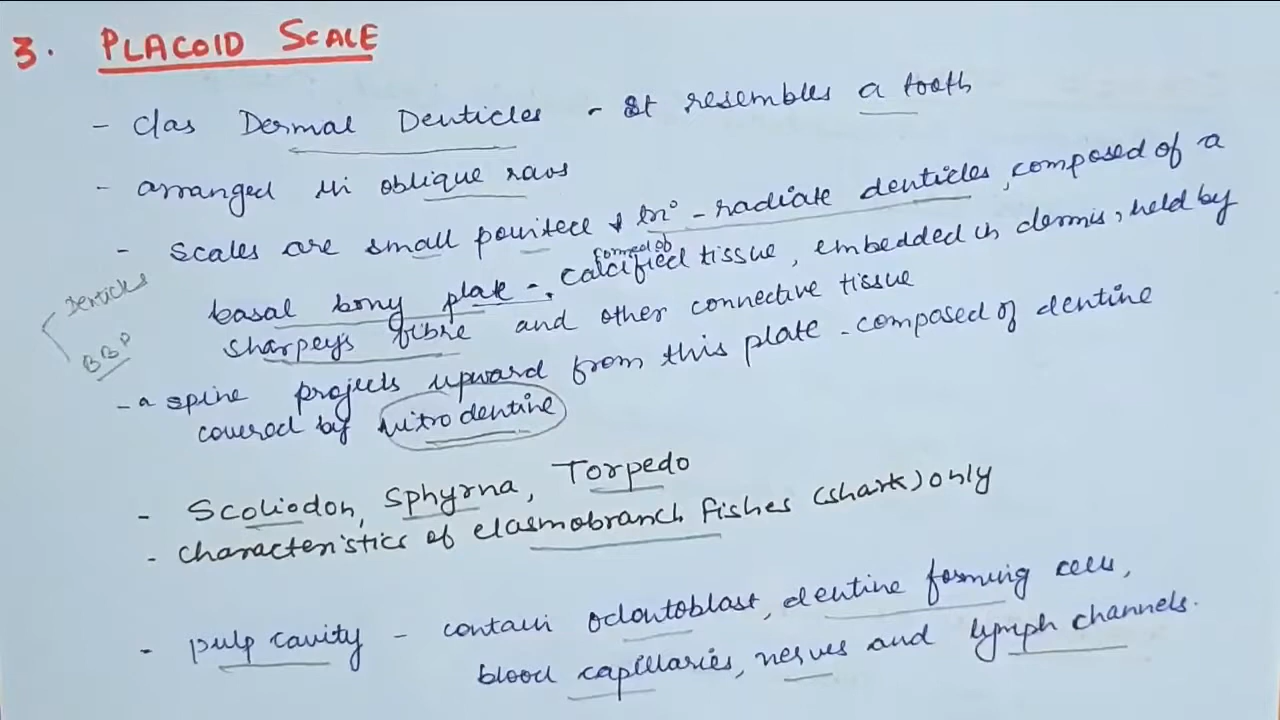 3. PLACOID SCALE
- das Dermal Denticles - It resembles a tooth
- arranged in oblique rows
- scales are small pointed & - radiate denticles, composed of a
formed of
basal bony plate - calcified tissue, embedded in dermis, held by
sharpeys fibre and other connective tissue
Denticles
BBP
- a spine projects upward from this plate - composed of dentine
covered by vitrodentine
- Scoliodon, Sphyrna, Torpedo
- characteristics of elasmobranch fishes (shark) only
- pulp cavity - contain odontoblast, dentine forming cells,
blood capillaries, nerves and lymph channels.